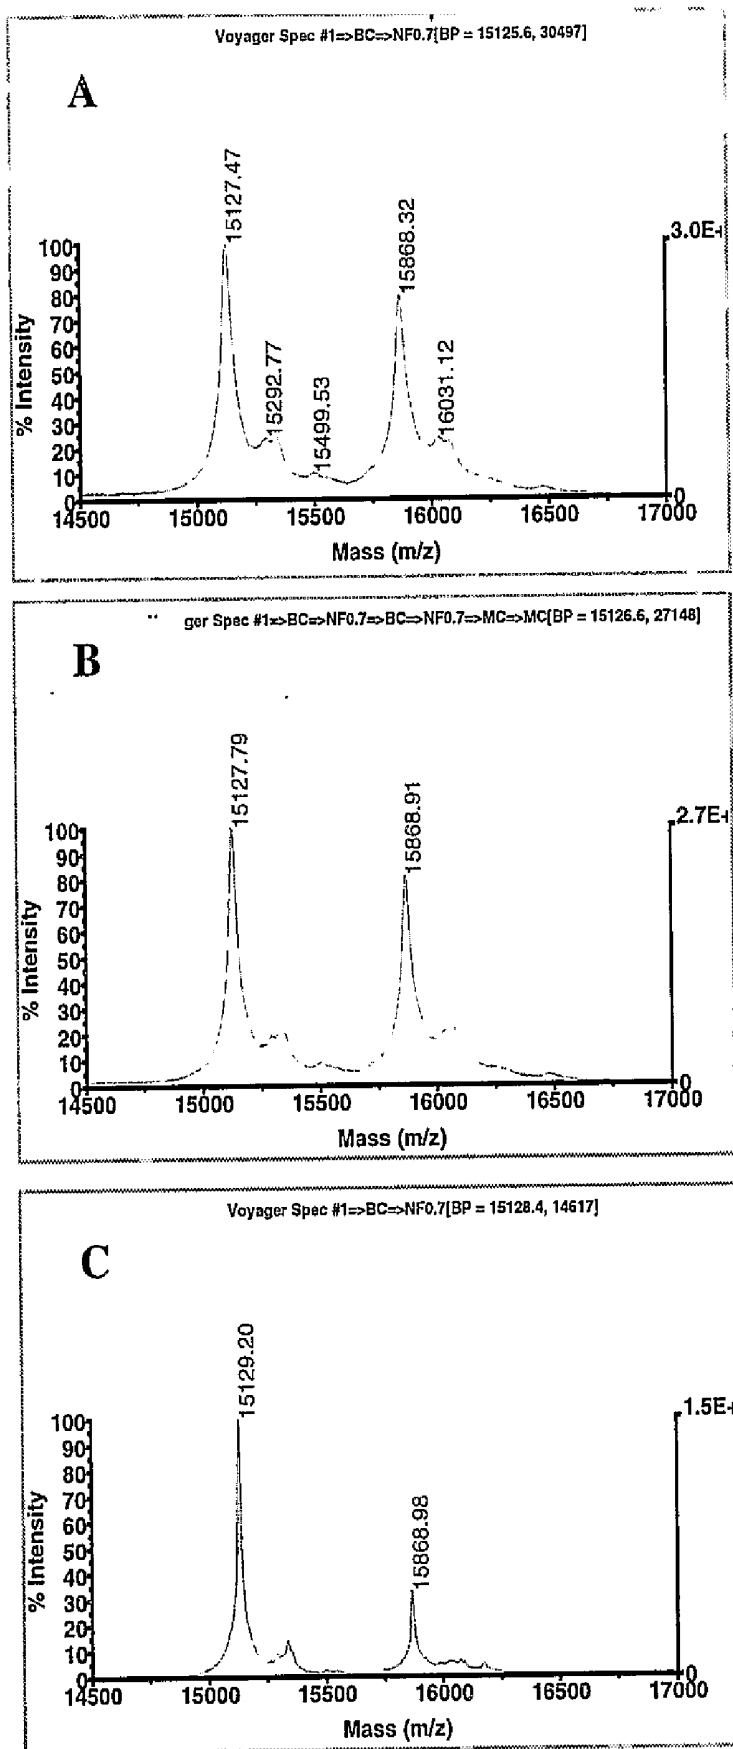 Voyager Spec #1=>BC=>NF0.7[BP = 15125.6, 30497]
A
15127.47
15868.32
15292.77
16031.12
15499.53
3.0E+
100
90
80
70
60
50
40
30
20
10
0
0
% Intensity
14500 15000 15500 16000 16500 17000
Mass (m/z)
ger Spec #1=>BC=>NF0.7=>BC=>NF0.7=>MC=>MC[BP = 15126.6, 27148]
B
15127.79
15868.91
2.7E+
100
90
80
70
60
50
40
30
20
10
0
0
% Intensity
14500 15000 15500 16000 16500 17000
Mass (m/z)
Voyager Spec #1=>BC=>NF0.7[BP = 15128.4, 14617]
C
15129.20
15868.98
1.5E+
100
90
80
70
60
50
40
30
20
10
0
0
% Intensity
14500 15000 15500 16000 16500 17000
Mass (m/z)